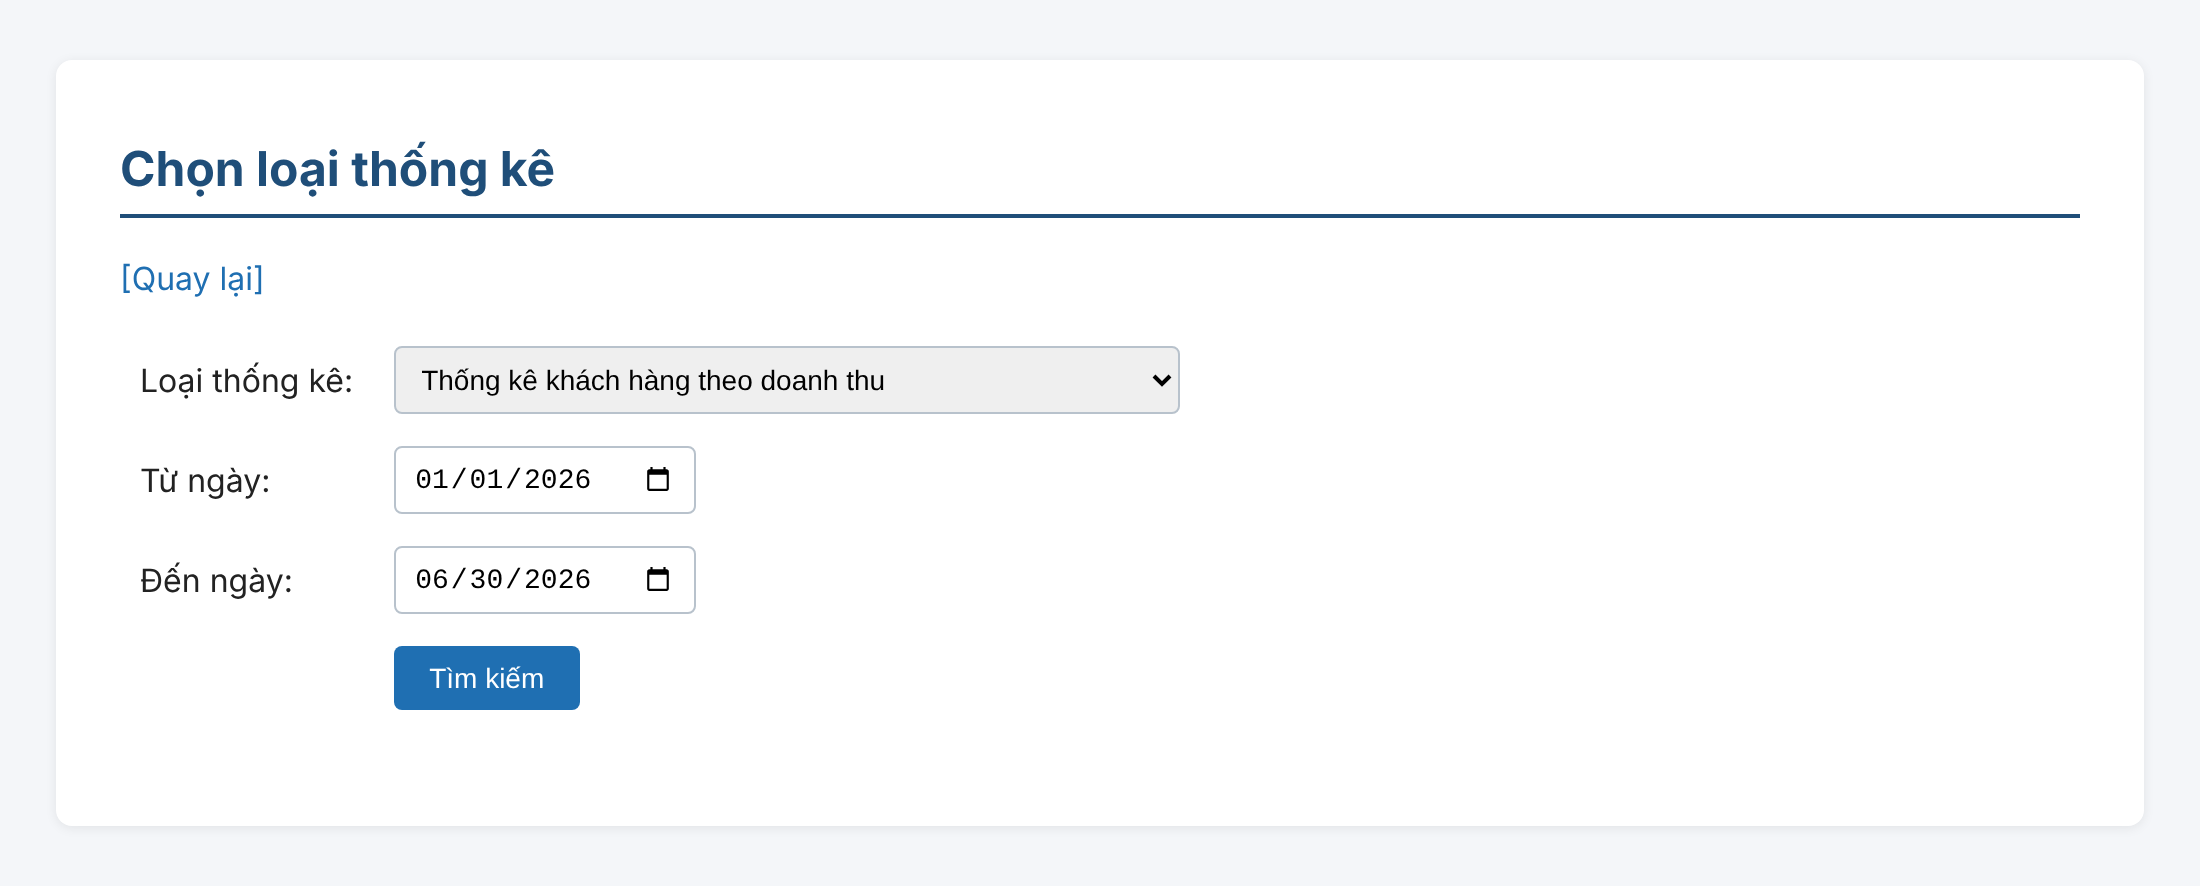 Chọn loại thống kê
[Quay lại]
Loại thống kê: Thống kê khách hàng theo doanh thu
Từ ngày: 01/01/2026
Đến ngày: 06/30/2026
Tìm kiếm